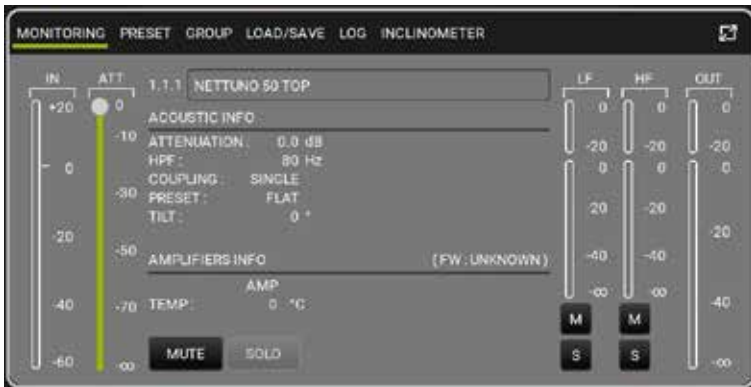 MONITORING PRESET GROUP LOAD/SAVE LOG INCLINOMETER
IN ATT
+20
0
-20
-40
-60
0
-10
-30
-50
-70
-∞
1.1.1 NETTUNO 50 TOP
ACOUSTIC INFO
ATTENUATION: 0.0 dB
HPF: 80 Hz
COUPLING: SINGLE
PRESET: FLAT
TILT: 0 °
AMPLIFIERS INFO (FW: UNKNOWN)
AMP
TEMP: 0 °C
MUTE SOLO
LF HF OUT
0 0 0
-20 -20 -20
0 0 0
20 -20
-20
-40 -40
-∞ -∞
-40
M M
S S
-∞